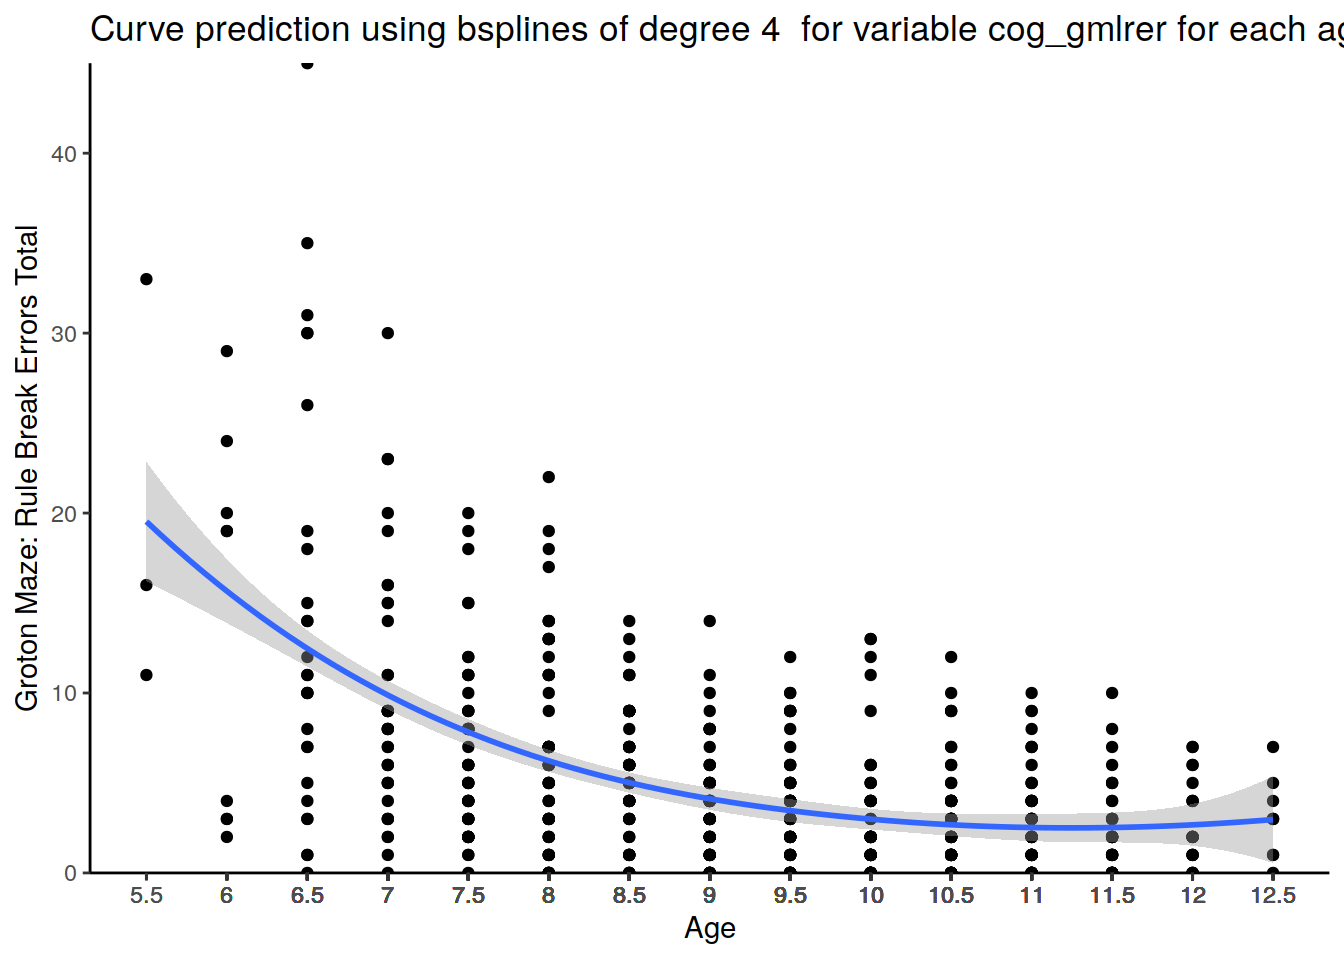 Curve prediction using bsplines of degree 4  for variable cog_gmlrer for each
Groton Maze: Rule Break Errors Total
40
30
20
10
0
5.5 6 6.5 7 7.5 8 8.5 9 9.5 10 10.5 11 11.5 12 12.5
Age